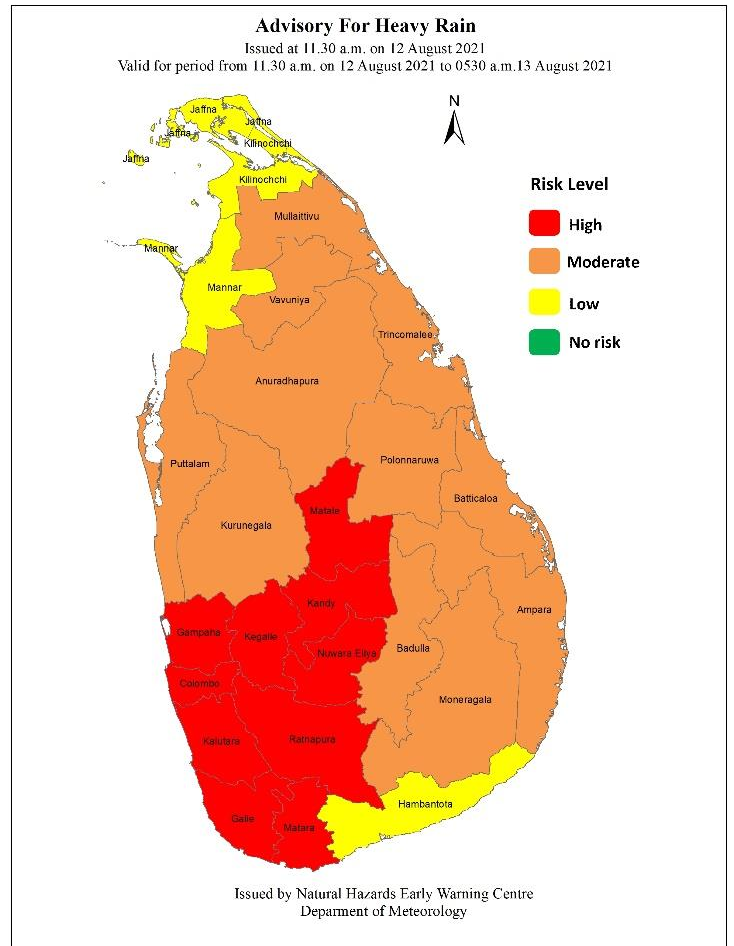 Advisory For Heavy Rain
Issued at 11.30 a.m. on 12 August 2021
Valid for period from 11.30 a.m. on 12 August 2021 to 0530 a.m.13 August 2021
N
Jaffna
Jaffna
Jaffna
Kilinochchi
Jaffna
Kilinochchi
Risk Level
Mullaittivu
High
Mannar
Moderate
Mannar
Vavuniya
Low
Trincomalee
No risk
Anuradhapura
Puttalam
Polonnaruwa
Batticaloa
Matale
Kurunegala
Kandy
Ampara
Gampaha
Kegalle
Nuwara Eliya
Badulla
Colombo
Moneragala
Kalutara
Ratnapura
Hambantota
Galle
Matara
Issued by Natural Hazards Early Warning Centre
Deparment of Meteorology